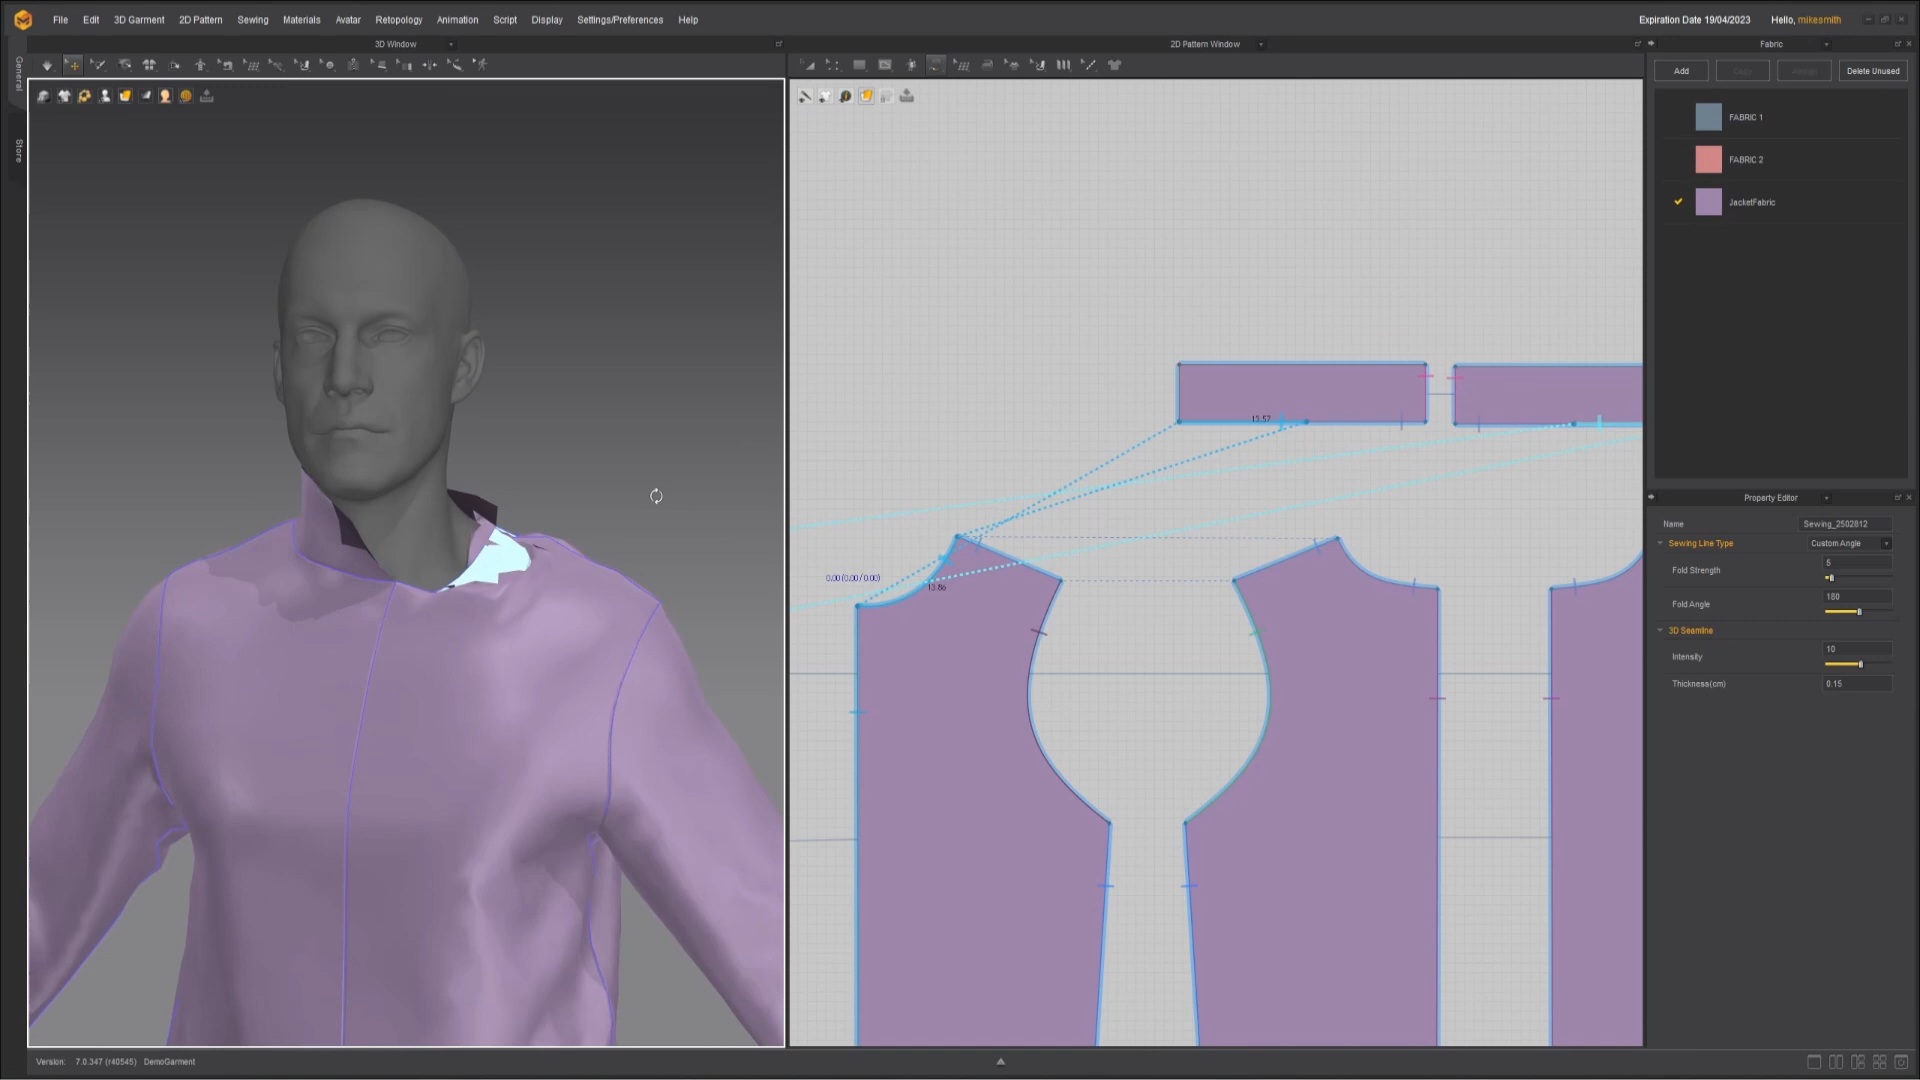 File Edit 3D Garment 2D Pattern Sewing Materials Avatar Retopology Animation Script Display Settings/Preferences Help
Expiration Date 19/04/2023 Hello, mikesmith
3D Window
2D Pattern Window
Fabric
General
Store
Add
Delete Unused
FABRIC 1
FABRIC 2
JacketFabric
13.57
0.00 (0.00 / 0.00)
13.86
Property Editor
Name Sewing_2502812
Sewing Line Type Custom Angle
Fold Strength 5
Fold Angle 180
3D Seamline
Intensity 10
Thickness(cm) 0.15
Version: 7.0.347 (r40545) DemoGarment